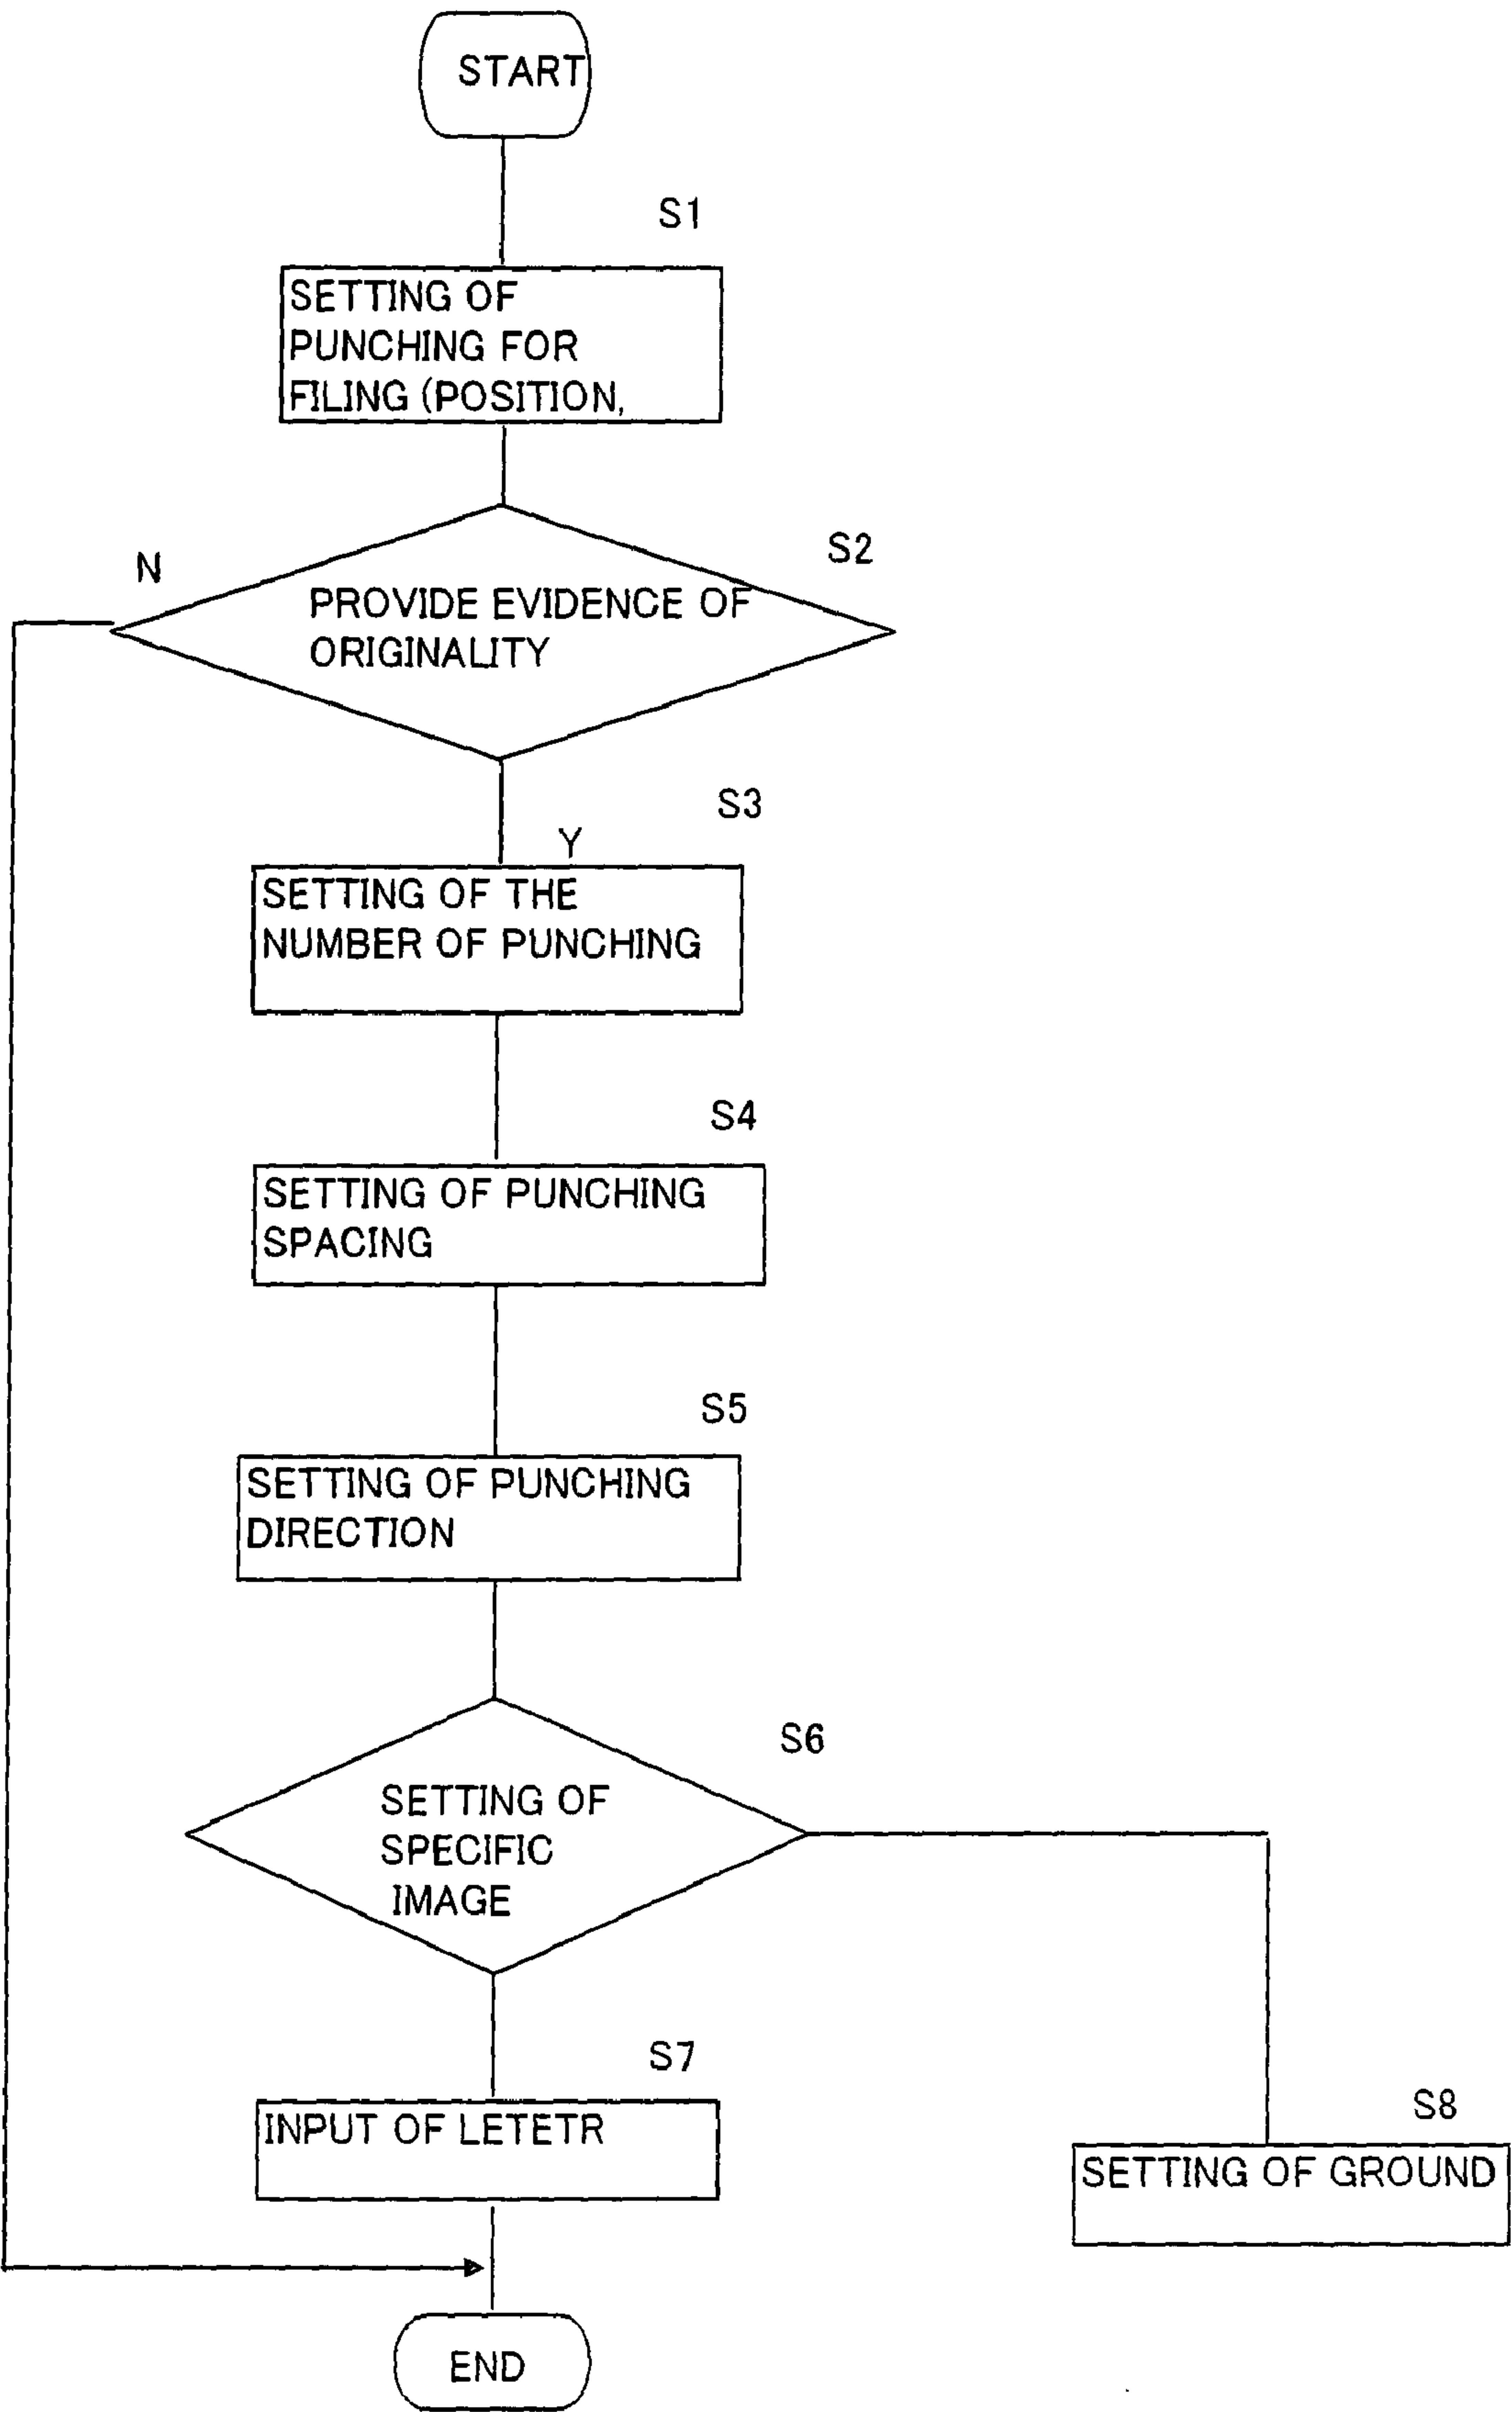 START
S1
SETTING OF
PUNCHING FOR
FILING (POSITION,
N
S2
PROVIDE EVIDENCE OF
ORIGINALITY
S3
Y
SETTING OF THE
NUMBER OF PUNCHING
S4
SETTING OF PUNCHING
SPACING
S5
SETTING OF PUNCHING
DIRECTION
S6
SETTING OF
SPECIFIC
IMAGE
S7
INPUT OF LETETR
S8
SETTING OF GROUND
END